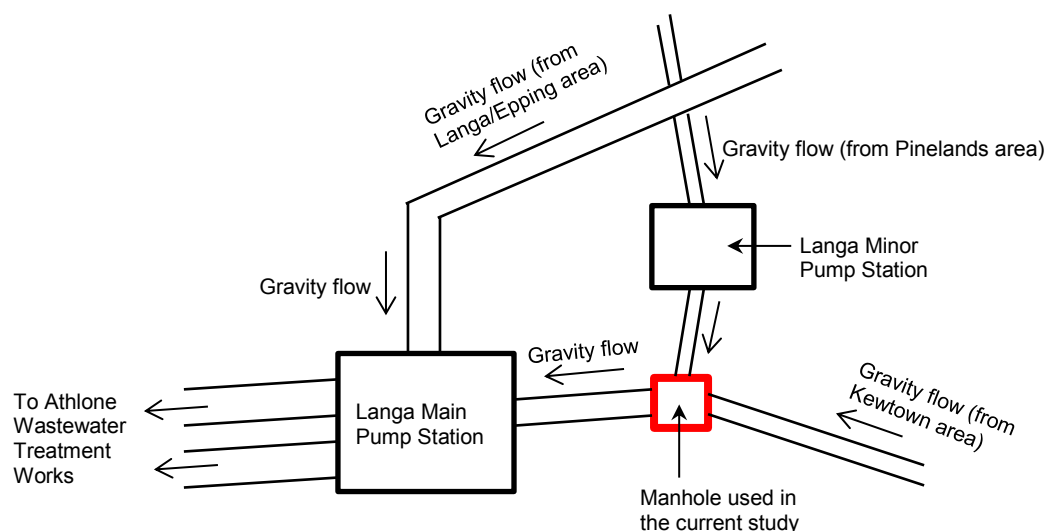 Gravity flow (from
Langa/Epping area)
Gravity flow (from Pinelands area)
Langa Minor
Pump Station
Gravity flow
Gravity flow
Gravity flow (from
Kewtown area)
To Athlone
Wastewater
Treatment
Works
Langa Main
Pump Station
Manhole used in
the current study